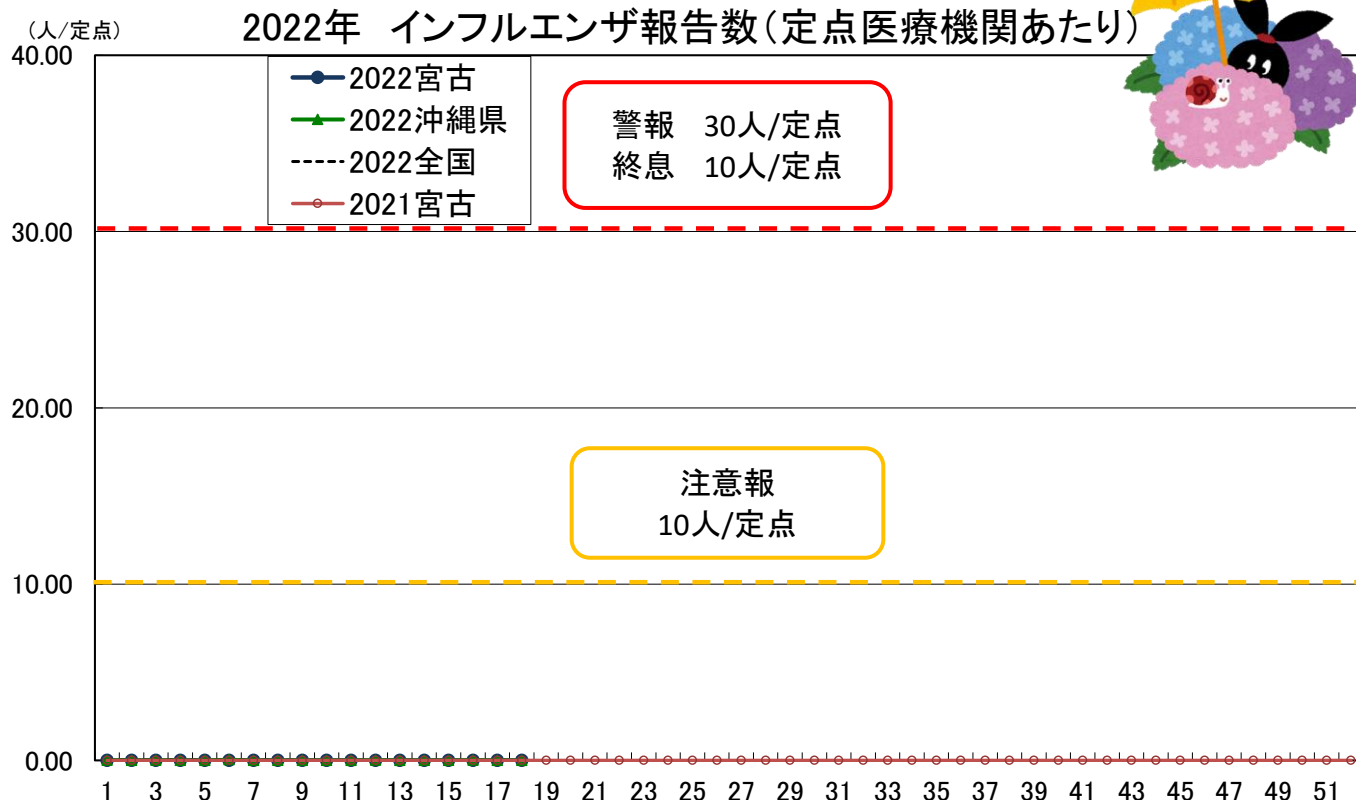 2022年 インフルエンザ報告数(定点医療機関あたり)
(人/定点)
2022宮古
2022沖縄県
2022全国
2021宮古
警報 30人/定点
終息 10人/定点
注意報
10人/定点
40.00
30.00
20.00
10.00
0.00
1 3 5 7 9 11 13 15 17 19 21 23 25 27 29 31 33 35 37 39 41 43 45 47 49 51